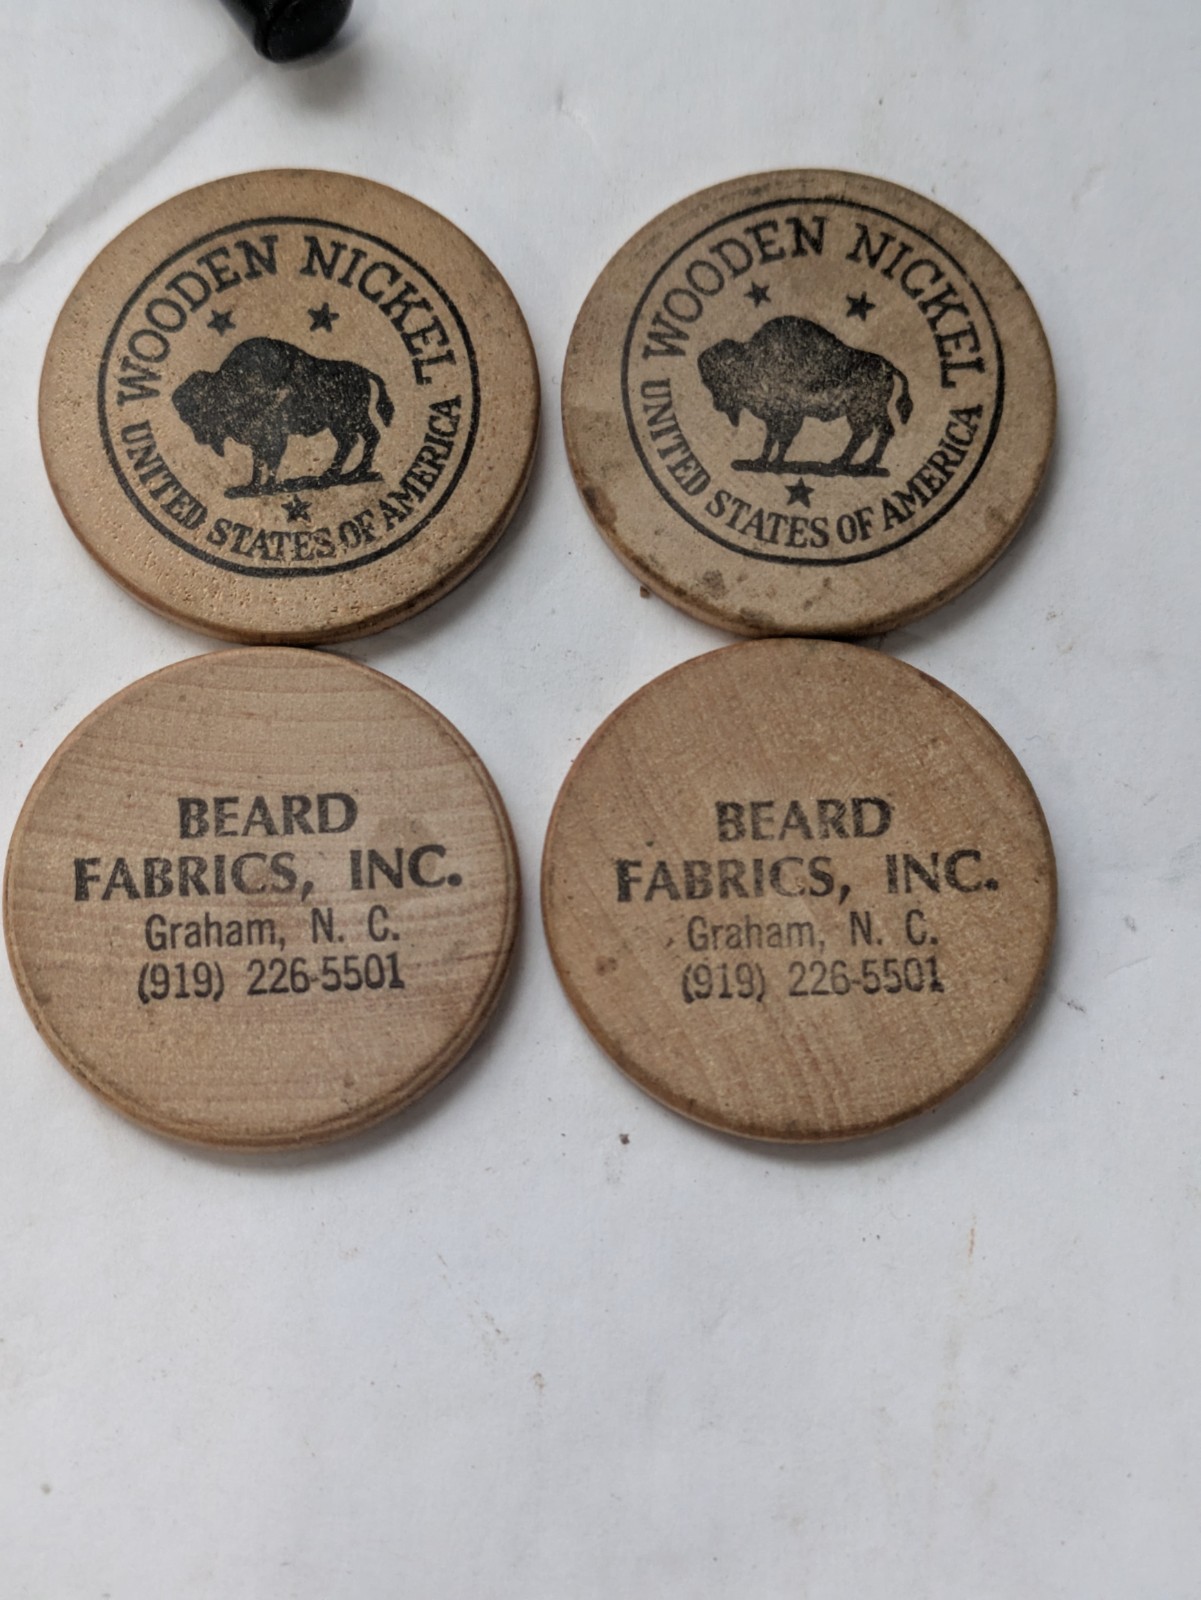 WOODEN NICKEL
UNITED STATES OF AMERICA
WOODEN NICKEL
UNITED STATES OF AMERICA
BEARD
FABRICS, INC.
Graham, N. C.
(919) 226-5501
BEARD
FABRICS, INC.
Graham, N. C.
(919) 226-5501